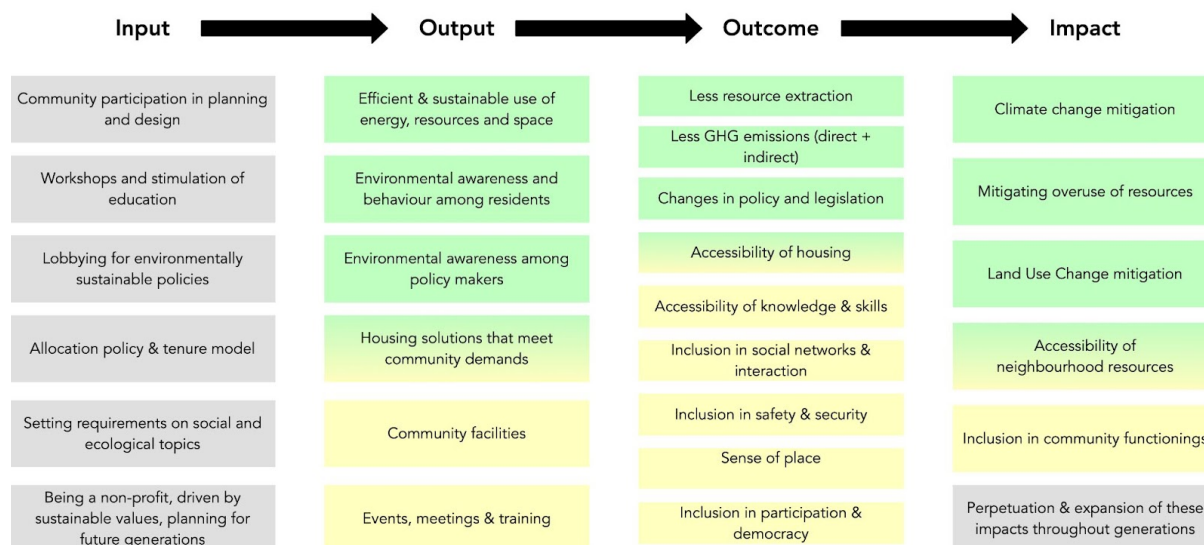 Input
Output
Outcome
Impact
Community participation in planning
and design
Workshops and stimulation of
education
Lobbying for environmentally
sustainable policies
Allocation policy & tenure model
Setting requirements on social and
ecological topics
Being a non-profit, driven by
sustainable values, planning for
future generations
Efficient & sustainable use of
energy, resources and space
Environmental awareness and
behaviour among residents
Environmental awareness among
policy makers
Housing solutions that meet
community demands
Community facilities
Events, meetings & training
Less resource extraction
Less GHG emissions (direct +
indirect)
Changes in policy and legislation
Accessibility of housing
Accessibility of knowledge & skills
Inclusion in social networks &
interaction
Inclusion in safety & security
Sense of place
Inclusion in participation &
democracy
Climate change mitigation
Mitigating overuse of resources
Land Use Change mitigation
Accessibility of
neighbourhood resources
Inclusion in community functionings
Perpetuation & expansion of these
impacts throughout generations